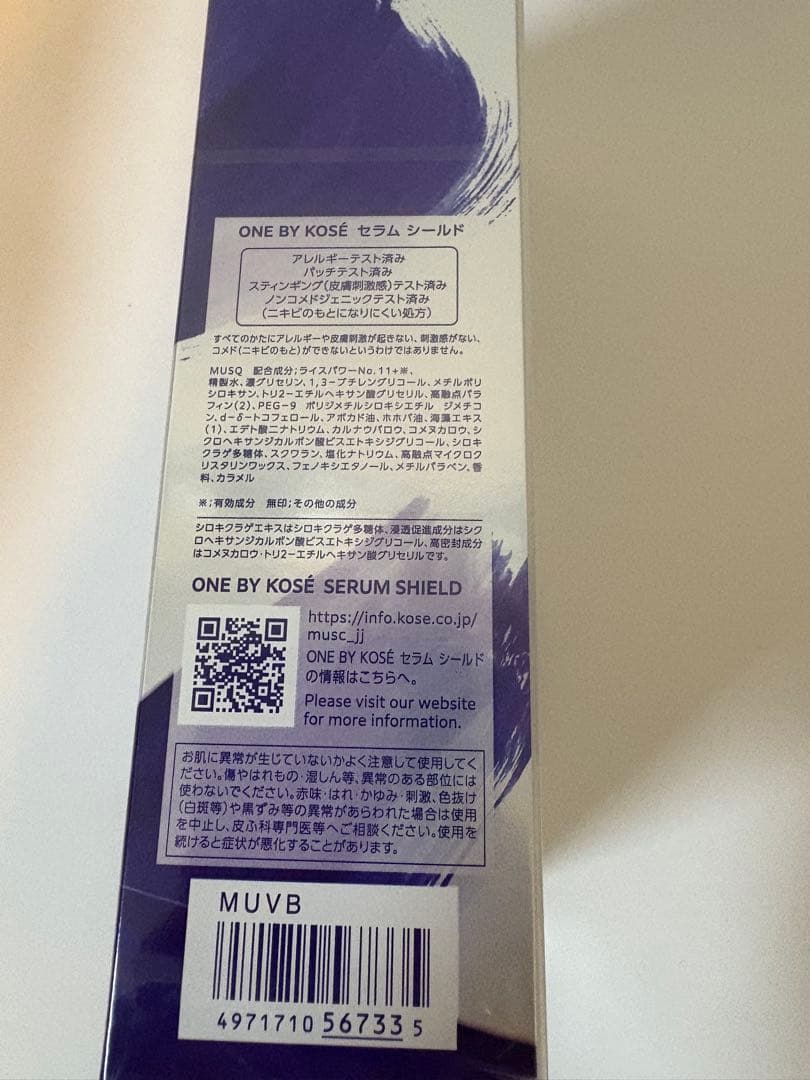 ONE BY KOSÉ セラム シールド
アレルギーテスト済み
パッチテスト済み
スティンギング(皮膚刺激感)テスト済み
ノンコメドジェニックテスト済み
(ニキビのもとになりにくい処方)
すべてのかたにアレルギーや皮膚刺激が起きない、刺激感がない、
コメド(ニキビのもと)ができないというわけではありません。
MUSQ 配合成分;ライスパワーNo.11+※、
精製水、濃グリセリン、1,3-ブチレングリコール、メチルポリ
シロキサン、トリ2-エチルヘキサン酸グリセリル、高融点パラ
フィン(2)、PEG-9 ポリジメチルシロキシエチル ジメチコ
ン、d-δ-トコフェロール、アボカド油、ホホバ油、海藻エキス
(1)、エデト酸二ナトリウム、カルナウバロウ、コメヌカロウ、シ
クロヘキサンジカルボン酸ビスエトキシジグリコール、シロキ
クラゲ多糖体、スクワラン、塩化ナトリウム、高融点マイクロク
リスタリンワックス、フェノキシエタノール、メチルパラベン、香
料、カラメル
※;有効成分 無印;その他の成分
シロキクラゲエキスはシロキクラゲ多糖体、浸透促進成分はシク
ロヘキサンジカルボン酸ビスエトキシジグリコール、高密封成分
はコメヌカロウ・トリ2-エチルヘキサン酸グリセリルです。
ONE BY KOSÉ SERUM SHIELD
https://info.kose.co.jp/
musc_jj
ONE BY KOSÉ セラム シールド
の情報はこちらへ。
Please visit our website
for more information.
お肌に異常が生じていないかよく注意して使用してく
ださい。傷やはれもの・湿しん等、異常のある部位には
使わないでください。赤味・はれ・かゆみ・刺激、色抜け
(白斑等)や黒ずみ等の異常があらわれた場合は使用
を中止し、皮ふ科専門医等へご相談ください。使用を
続けると症状が悪化することがあります。
MUVB
4971710 56733 5